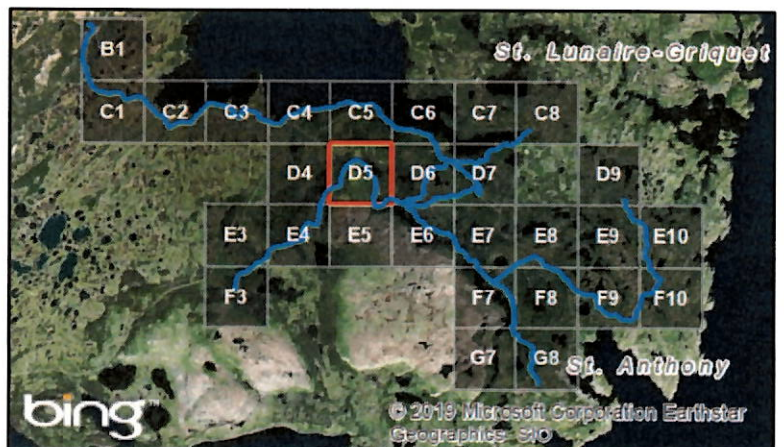 B1
St. Lunaire-Griquet
C1 C2 C3 C4 C5 C6 C7 C8
D4 D5 D6 D7 D9
E3 E4 E5 E6 E7 E8 E9 E10
F3 F7 F8 F9 F10
G7 G8 St. Anthony
bing
© 2019 Microsoft Corporation Earthstar
Geographics SIO